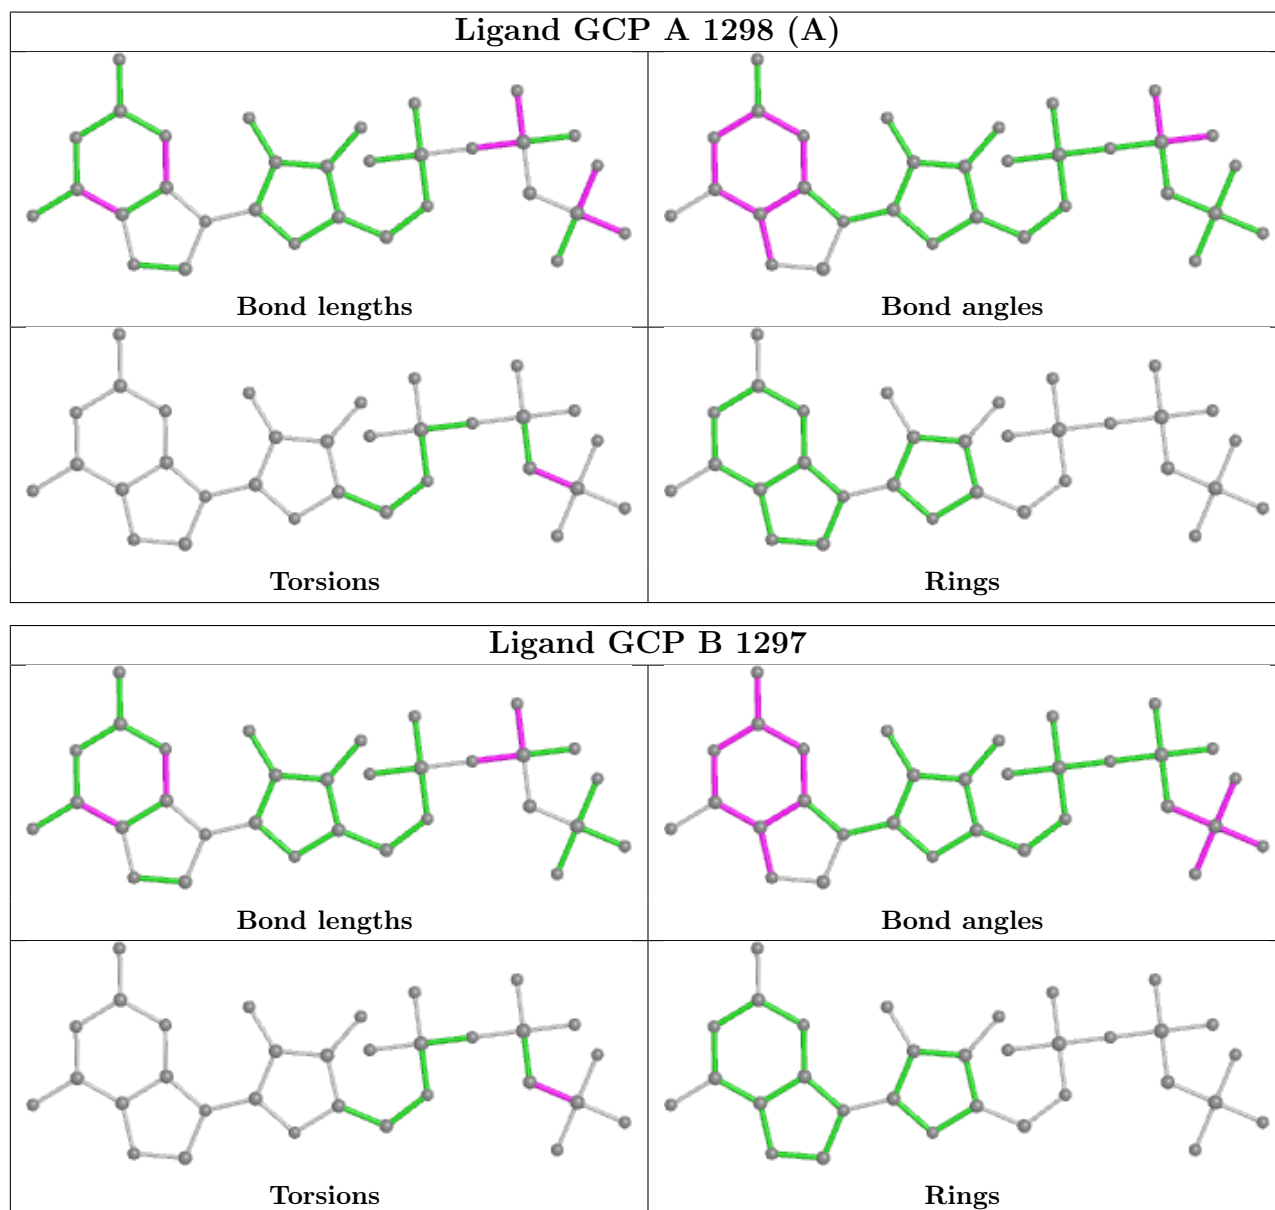 Ligand GCP A 1298 (A)
Bond lengths
Bond angles
Torsions
Rings
Ligand GCP B 1297
Bond lengths
Bond angles
Torsions
Rings